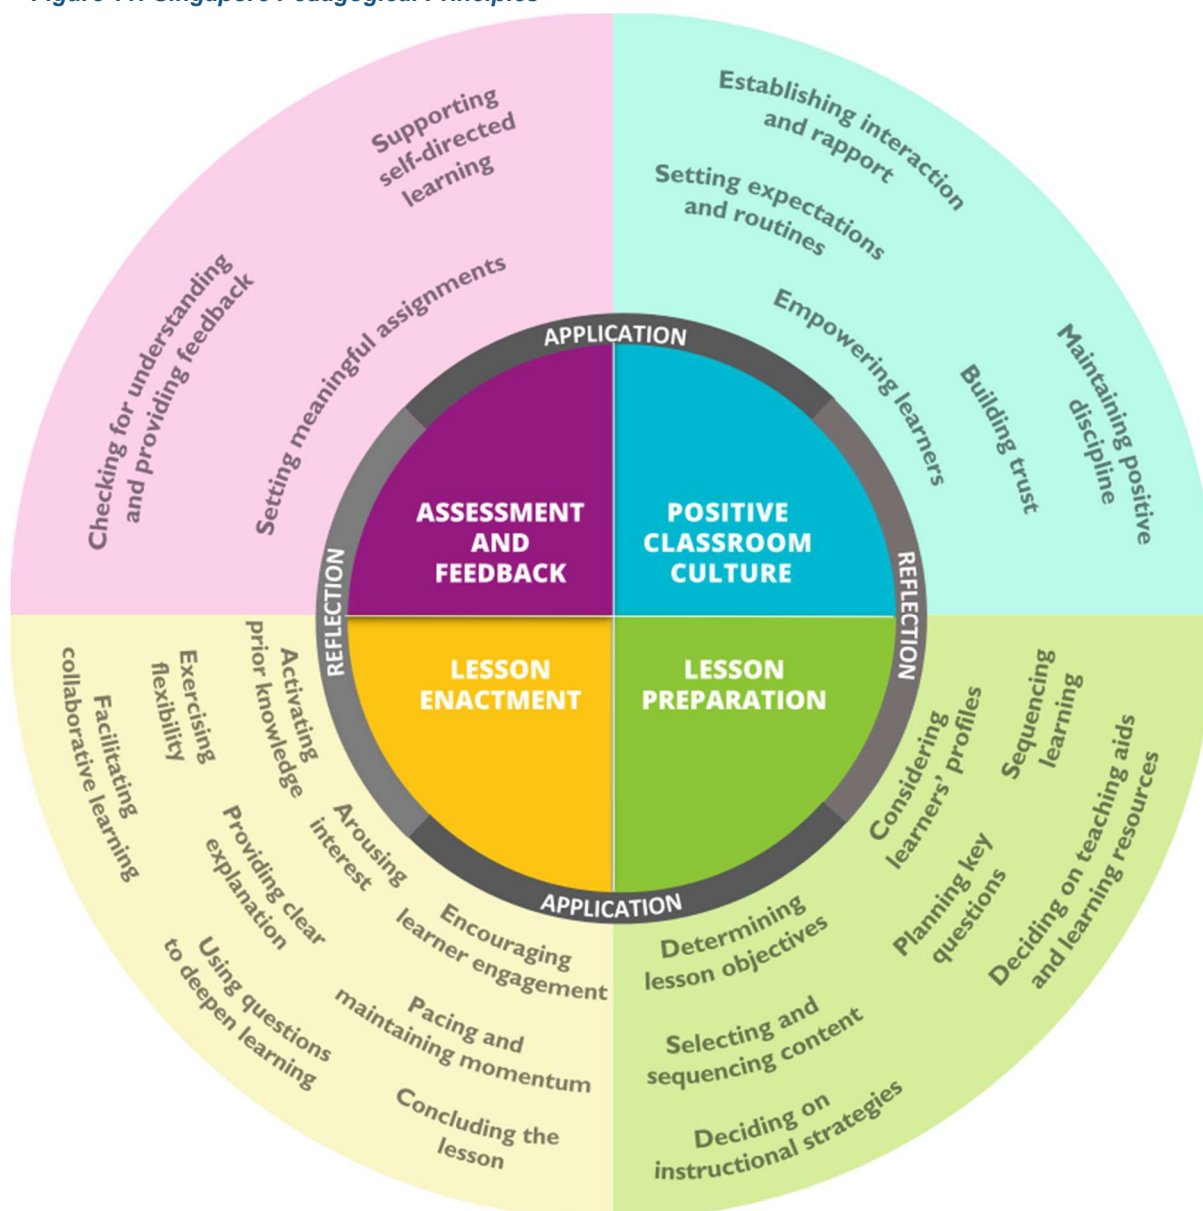 Figure 11: Singapore Pedagogical Principles
Supporting
self-directed
learning
Checking for understanding
and providing feedback
Setting meaningful assignments
Establishing interaction
and rapport
Setting expectations
and routines
Empowering learners
Building trust
Maintaining positive
discipline
APPLICATION
REFLECTION
REFLECTION
APPLICATION
ASSESSMENT
AND
FEEDBACK
POSITIVE
CLASSROOM
CULTURE
LESSON
ENACTMENT
LESSON
PREPARATION
Activating
prior knowledge
Exercising
flexibility
Facilitating
collaborative learning
Arousing
interest
Providing clear
explanation
Encouraging
learner engagement
Using questions
to deepen learning
Pacing and
maintaining momentum
Concluding the
lesson
Considering
learners' profiles
Sequencing
learning
Planning key
questions
Deciding on teaching aids
and learning resources
Determining
lesson objectives
Selecting and
sequencing content
Deciding on
instructional strategies